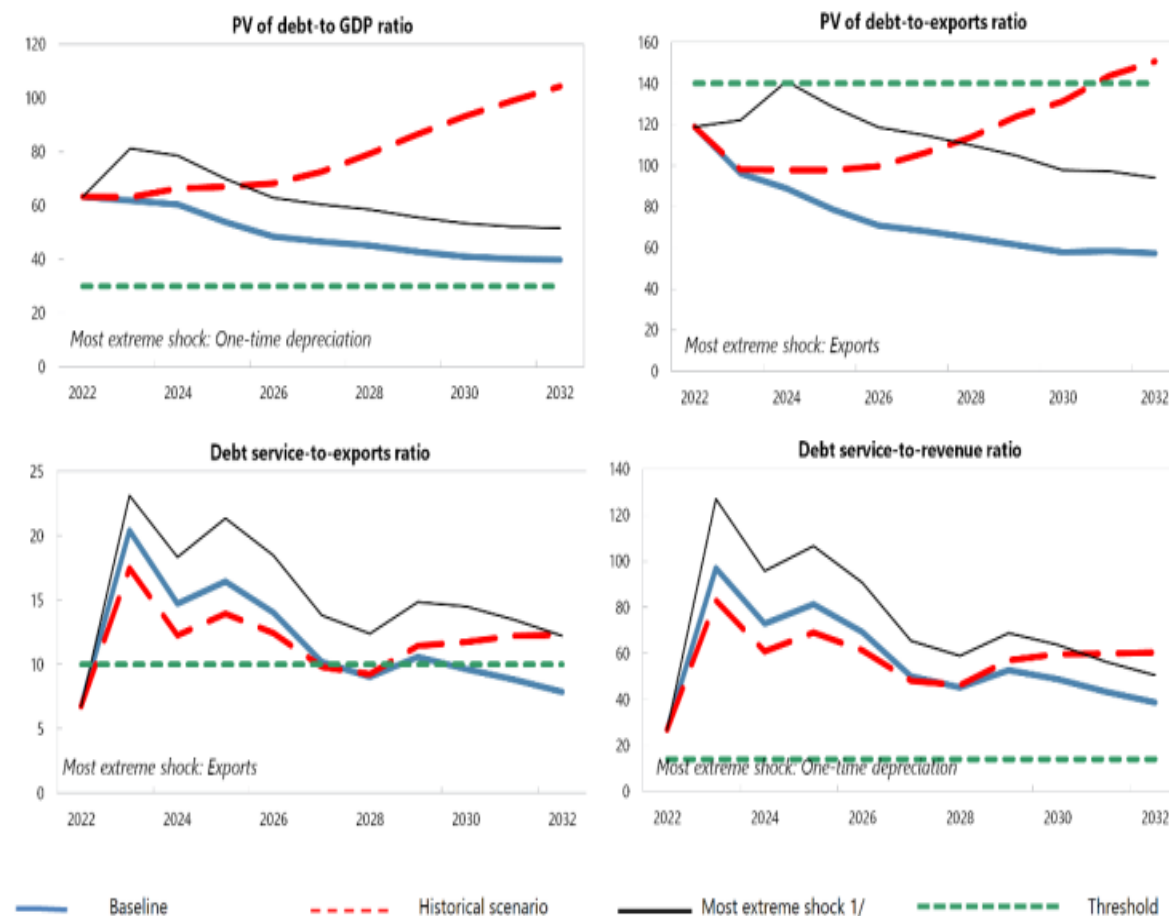 PV of debt-to GDP ratio
120
100
80
60
40
20
0
Most extreme shock: One-time depreciation
2022 2024 2026 2028 2030 2032
PV of debt-to-exports ratio
160
140
120
100
80
60
40
20
0
Most extreme shock: Exports
2022 2024 2026 2028 2030 2032
Debt service-to-exports ratio
25
20
15
10
5
0
Most extreme shock: Exports
2022 2024 2026 2028 2030 2032
Debt service-to-revenue ratio
140
120
100
80
60
40
20
0
Most extreme shock: One-time depreciation
2022 2024 2026 2028 2030 2032
Baseline Historical scenario Most extreme shock 1/ Threshold